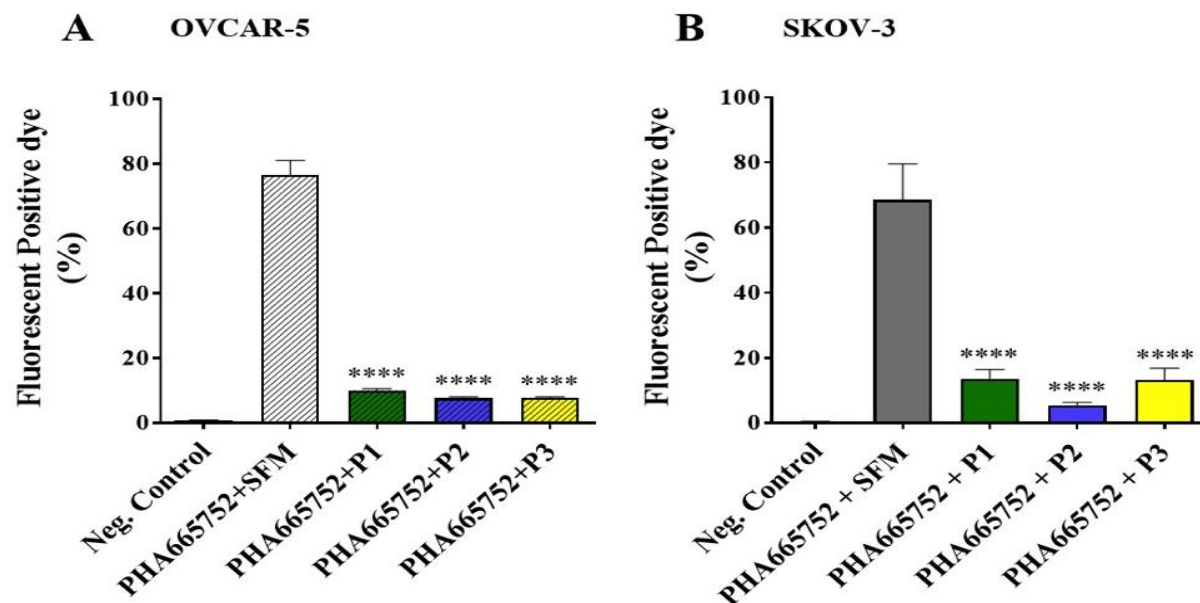 A OVCAR-5
Fluorescent Positive dye
(%)
100
80
60
40
20
0
**** **** ****
Neg. Control
PHA665752+SFM
PHA665752+P1
PHA665752+P2
PHA665752+P3
B SKOV-3
Fluorescent Positive dye
(%)
100
80
60
40
20
0
**** **** ****
Neg. Control
PHA665752 + SFM
PHA665752 + P1
PHA665752 + P2
PHA665752 + P3